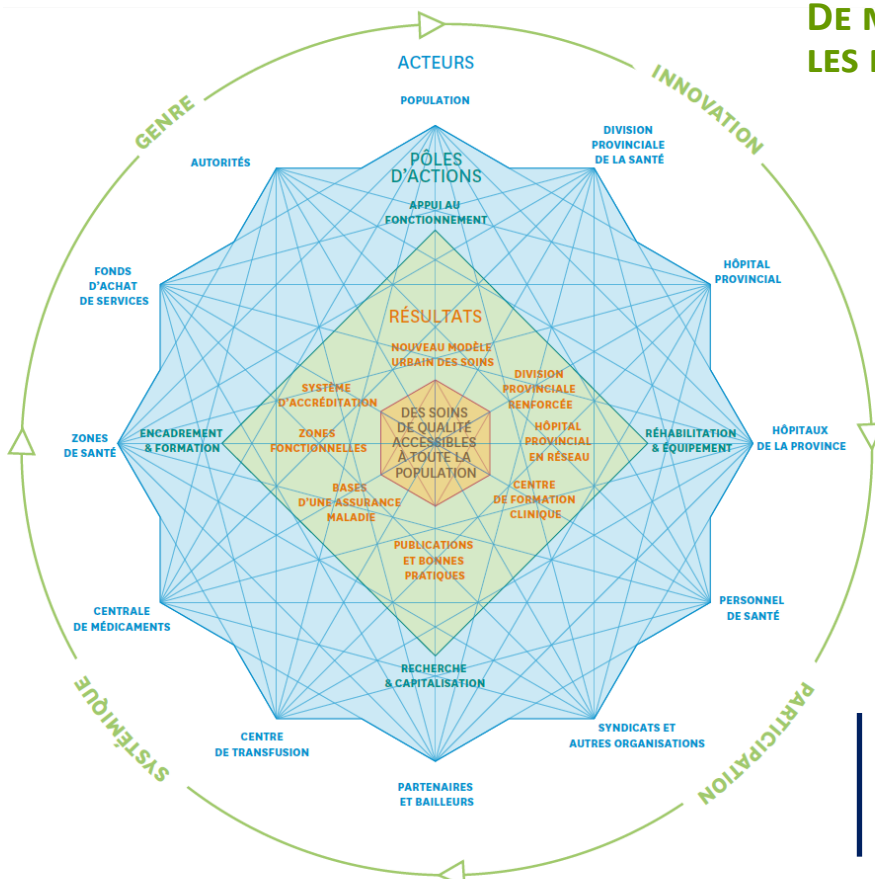 DE
LES
ACTEURS
POPULATION
GENRE
INNOVATION
AUTORITÉS
DIVISION
PROVINCIALE
DE LA SANTÉ
PÔLES
D'ACTIONS
APPUI AU
FONCTIONNEMENT
FONDS
D'ACHAT
DE SERVICES
HÔPITAL
PROVINCIAL
RÉSULTATS
NOUVEAU MODÈLE
URBAIN DES SOINS
SYSTÈME
D'ACCRÉDITATION
DIVISION
PROVINCIALE
RENFORCÉE
DES SOINS
DE QUALITÉ
ACCESSIBLES
À TOUTE LA
POPULATION
ZONES
DE SANTÉ
ENCADREMENT
& FORMATION
ZONES
FONCTIONNELLES
HÔPITAL
PROVINCIAL
EN RÉSEAU
RÉHABILITATION
& ÉQUIPEMENT
HÔPITAUX
DE LA PROVINCE
BASES
D'UNE ASSURANCE
MALADIE
CENTRE
DE FORMATION
CLINIQUE
PUBLICATIONS
ET BONNES
PRATIQUES
CENTRALE
DE MÉDICAMENTS
PERSONNEL
DE SANTÉ
RECHERCHE
& CAPITALISATION
SYSTÉMIQUE
PARTICIPATION
CENTRE
DE TRANSFUSION
SYNDICATS ET
AUTRES ORGANISATIONS
PARTENAIRES
ET BAILLEURS